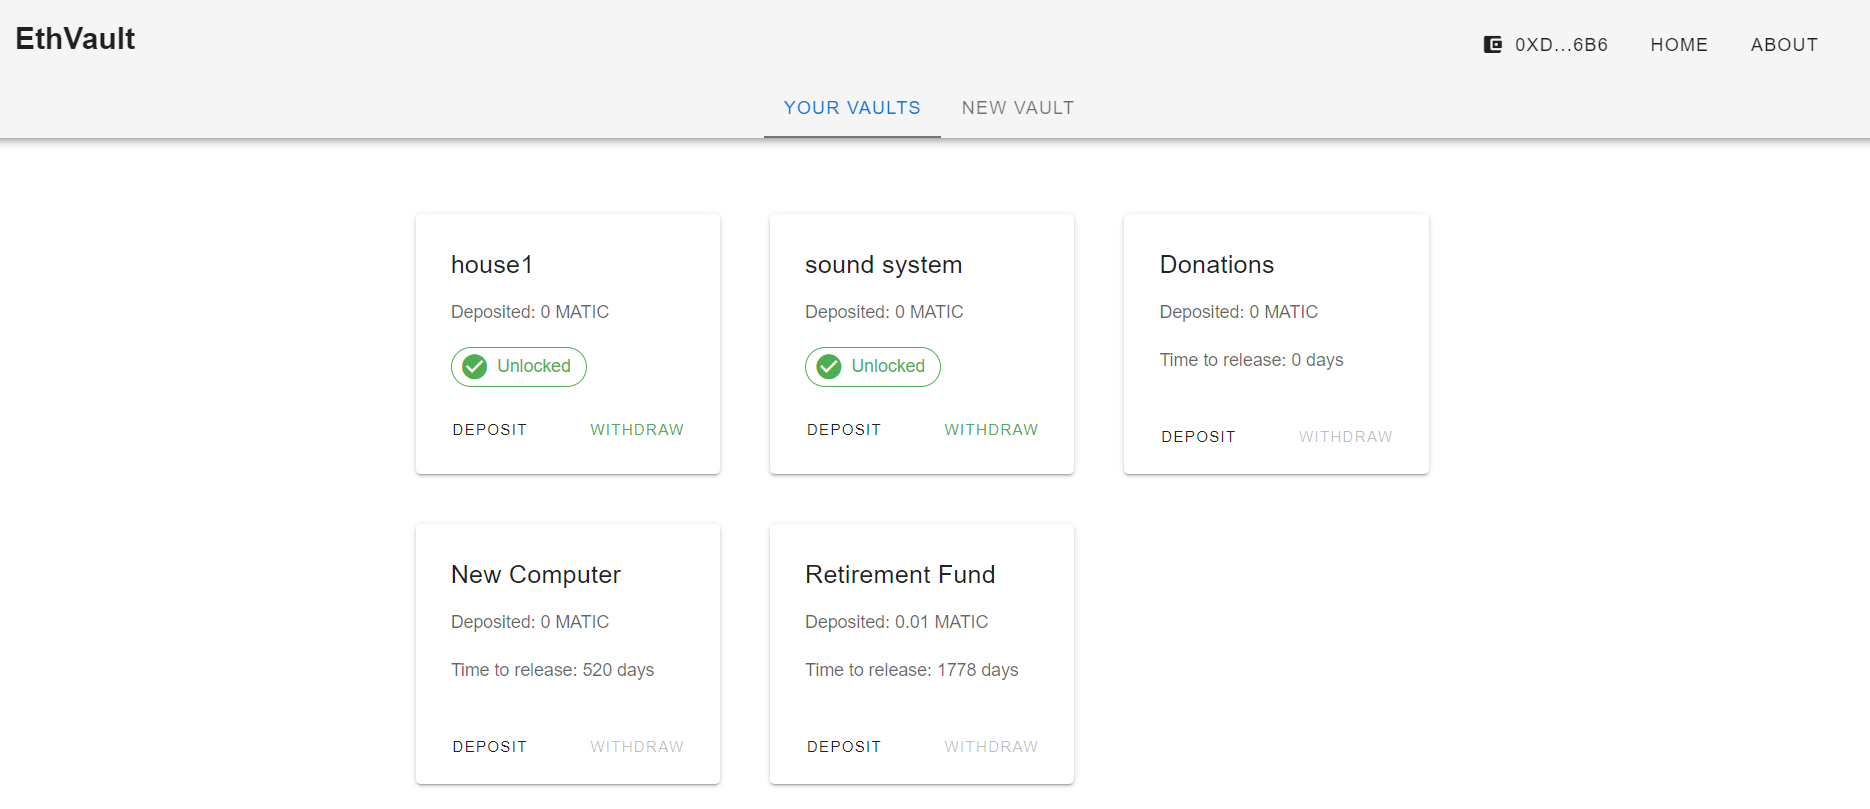 EthVault
0XD...6B6 HOME ABOUT
YOUR VAULTS NEW VAULT
house1
Deposited: 0 MATIC
Unlocked
DEPOSIT WITHDRAW
sound system
Deposited: 0 MATIC
Unlocked
DEPOSIT WITHDRAW
Donations
Deposited: 0 MATIC
Time to release: 0 days
DEPOSIT WITHDRAW
New Computer
Deposited: 0 MATIC
Time to release: 520 days
DEPOSIT WITHDRAW
Retirement Fund
Deposited: 0.01 MATIC
Time to release: 1778 days
DEPOSIT WITHDRAW